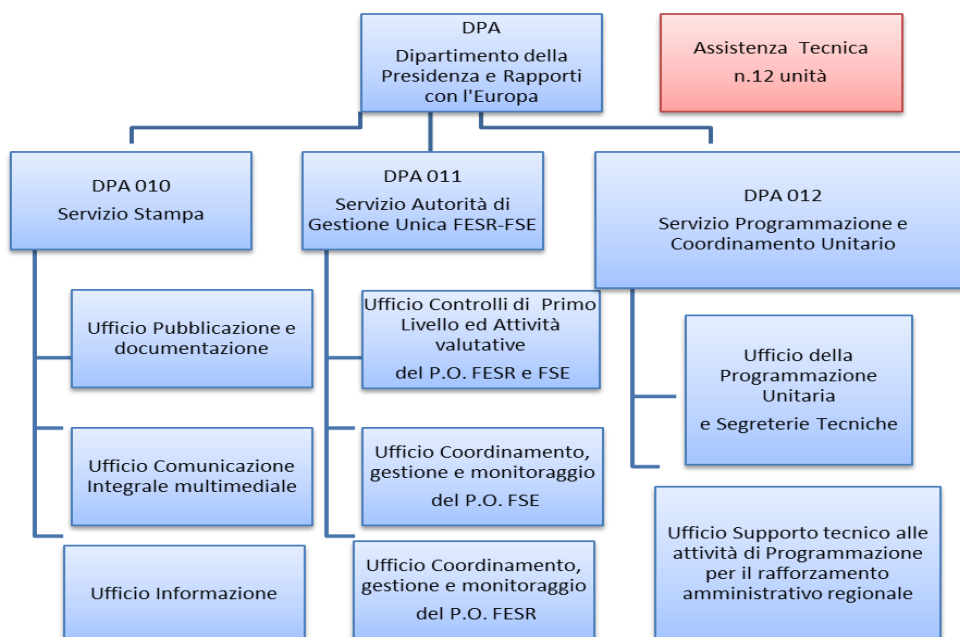 DPA
Dipartimento della
Presidenza e Rapporti
con l'Europa
Assistenza Tecnica
n.12 unità
DPA 010
Servizio Stampa
DPA 011
Servizio Autorità di
Gestione Unica FESR-FSE
DPA 012
Servizio Programmazione e
Coordinamento Unitario
Ufficio Pubblicazione e
documentazione
Ufficio Comunicazione
Integrale multimediale
Ufficio Informazione
Ufficio Controlli di Primo
Livello ed Attività
valutative
del P.O. FESR e FSE
Ufficio Coordinamento,
gestione e monitoraggio
del P.O. FSE
Ufficio Coordinamento,
gestione e monitoraggio
del P.O. FESR
Ufficio della
Programmazione
Unitaria
e Segreterie Tecniche
Ufficio Supporto tecnico alle
attività di Programmazione
per il rafforzamento
amministrativo regionale